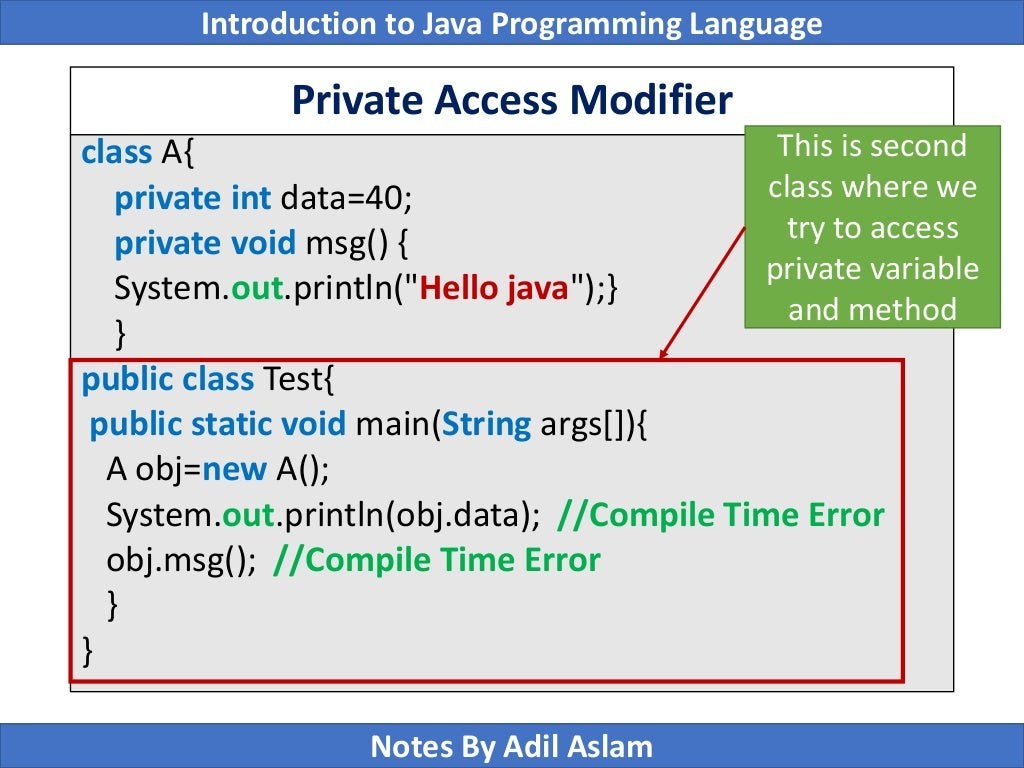 Introduction to Java Programming Language
Private Access Modifier
class A{
private int data=40;
private void msg() {
System.out.println("Hello java");}
}
This is second
class where we
try to access
private variable
and method
public class Test{
public static void main(String args[]){
A obj=new A();
System.out.println(obj.data); //Compile Time Error
obj.msg(); //Compile Time Error
}
}
Notes By Adil Aslam